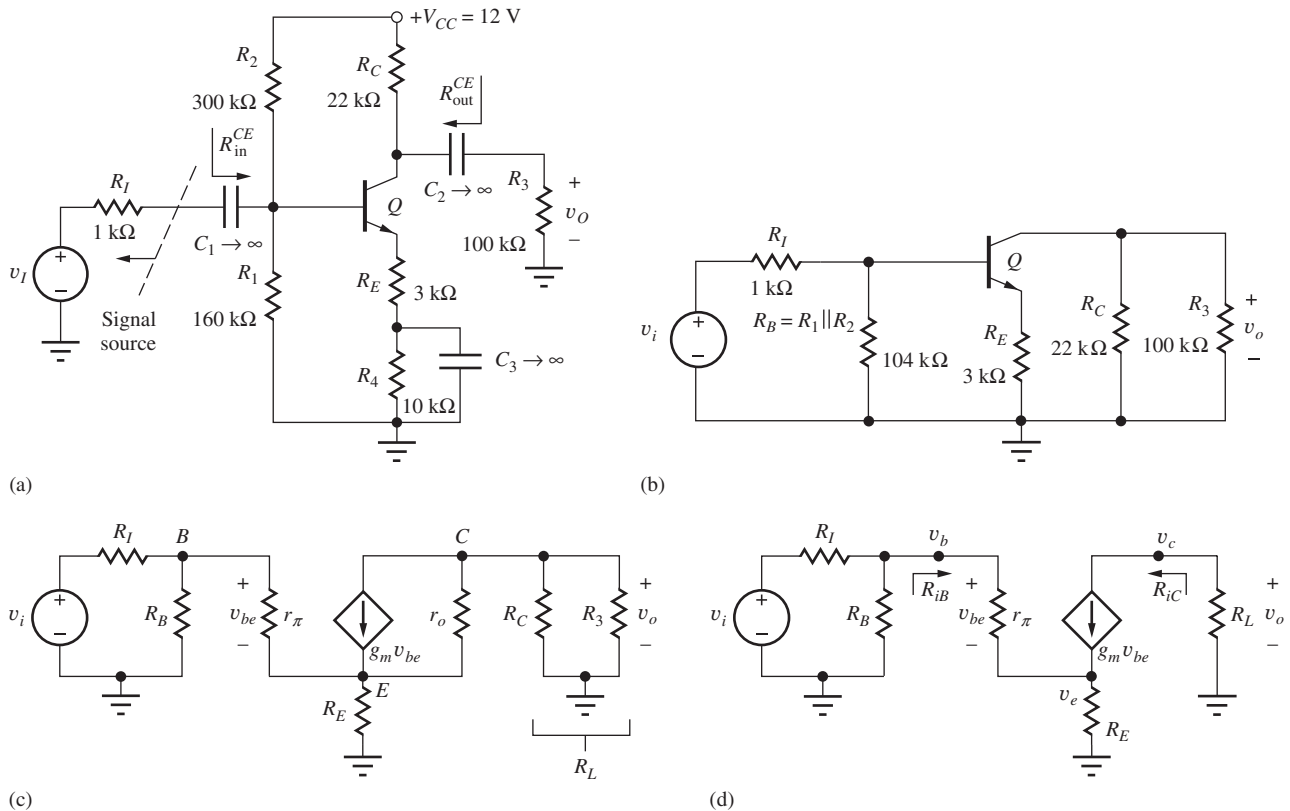 +V_CC = 12 V
R_2
300 kΩ
R_C
22 kΩ
R_out^CE
R_in^CE
R_I
1 kΩ
C_1 → ∞
v_I
Signal
source
R_1
160 kΩ
Q
C_2 → ∞
R_3
100 kΩ
+
v_O
−
R_E
3 kΩ
R_4
10 kΩ
C_3 → ∞
+
−
(a)
R_I
1 kΩ
v_i
+
−
R_B = R_1||R_2
104 kΩ
Q
R_E
3 kΩ
R_C
22 kΩ
R_3
100 kΩ
+
v_o
−
(b)
R_I
B
v_i
+
−
R_B
+
v_be
−
r_π
g_m v_be
C
r_o
R_C
R_3
+
v_o
−
E
R_E
R_L
(c)
R_I
v_b
v_i
+
−
R_B
R_iB
+
v_be
−
r_π
g_m v_be
v_c
R_iC
R_L
+
v_o
−
v_e
R_E
(d)